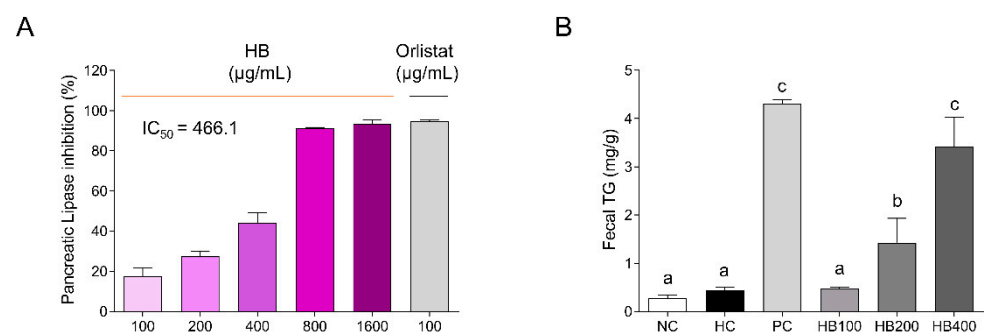 A
HB
(µg/mL)
Orlistat
(µg/mL)
Pancreatic Lipase inhibition (%)
120
100
80
60
40
20
0
IC50 = 466.1
100 200 400 800 1600 100
B
Fecal TG (mg/g)
5
4
3
2
1
0
a a c a b c
NC HC PC HB100 HB200 HB400